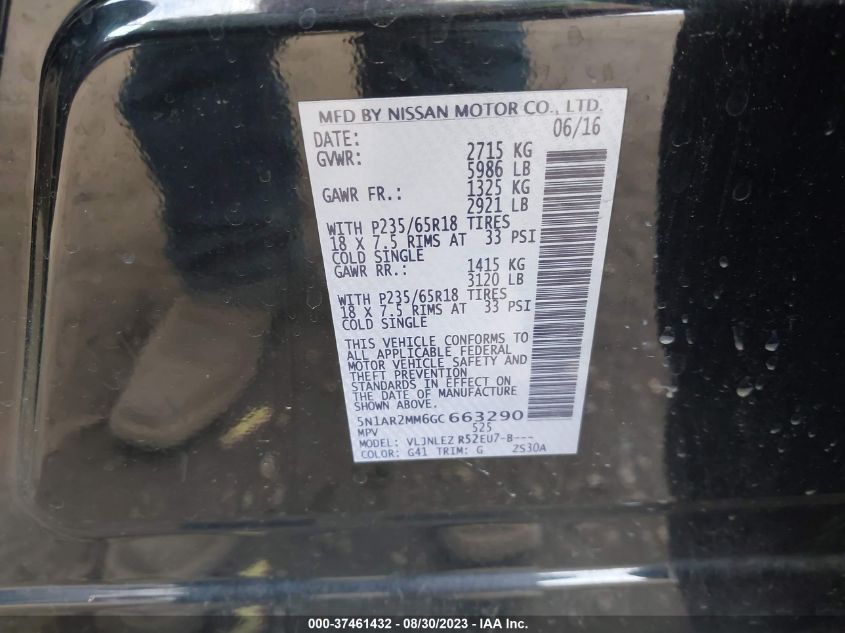 MFD BY NISSAN MOTOR CO., LTD.
DATE: 06/16
GVWR: 2715 KG
5986 LB
GAWR FR.: 1325 KG
2921 LB
WITH P235/65R18 TIRES
18 X 7.5 RIMS AT 33 PSI
COLD SINGLE
GAWR RR.: 1415 KG
3120 LB
WITH P235/65R18 TIRES
18 X 7.5 RIMS AT 33 PSI
COLD SINGLE
THIS VEHICLE CONFORMS TO
ALL APPLICABLE FEDERAL
MOTOR VEHICLE SAFETY AND
THEFT PREVENTION
STANDARDS IN EFFECT ON
THE DATE OF MANUFACTURE
SHOWN ABOVE.
5N1AR2MM6GC 663290
MPV 525
MODEL: VLJNLEZ R52EU7-B---
COLOR: G41 TRIM: G ZS30A
000-37461432 - 08/30/2023 - IAA Inc.